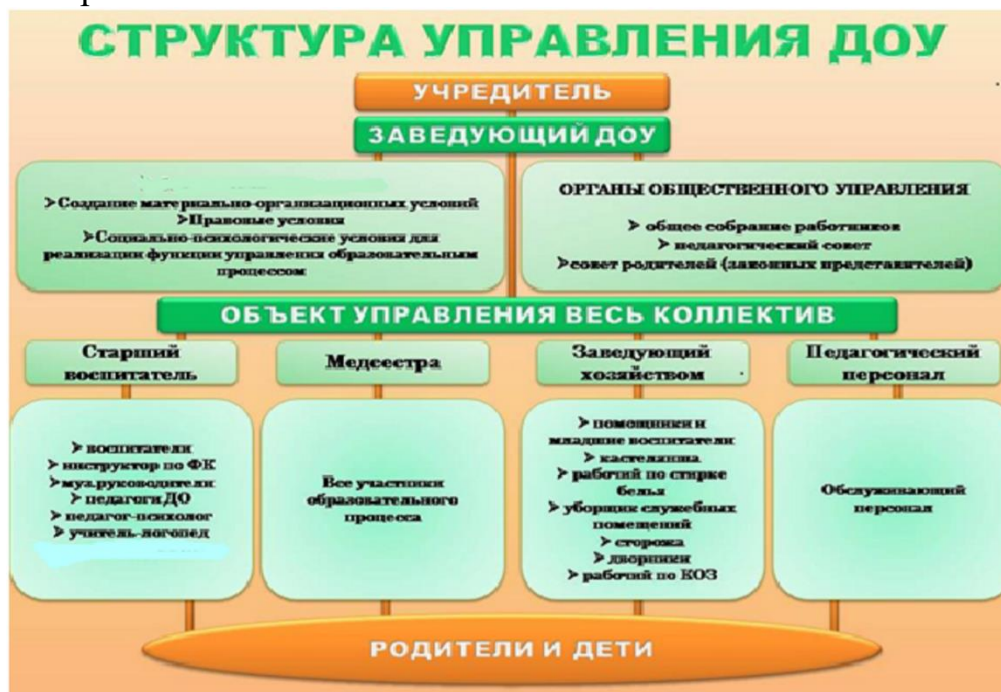 СТРУКТУРА УПРАВЛЕНИЯ ДОУ
УЧРЕДИТЕЛЬ
ЗАВЕДУЮЩИЙ ДОУ
➢Создание материально-организационных условий
➢Правовые условия
➢Социально-психологические условия для
реализации функции управления образовательным
процессом
ОРГАНЫ ОБЩЕСТВЕННОГО УПРАВЛЕНИЯ
➢ общее собрание работников
➢ педагогический совет
➢совет родителей (законных представителей)
ОБЪЕКТ УПРАВЛЕНИЯ ВЕСЬ КОЛЛЕКТИВ
Старший
воспитатель
➢ воспитатели
➢ инструктор по ФК
➢муз.руководители
➢ педагоги ДО
➢ педагог-психолог
➢ учитель-логопед
Медсестра
Все участники
образовательного
процесса
Заведующий
хозяйством
➢ помощники и
младшие воспитатели
➢ кастелянша
➢ рабочий по стирке
белья
➢ уборщик служебных
помещений
➢ сторожа
➢ дворники
➢ рабочий по КОЗ
Педагогический
персонал
Обслуживающий
персонал
РОДИТЕЛИ И ДЕТИ